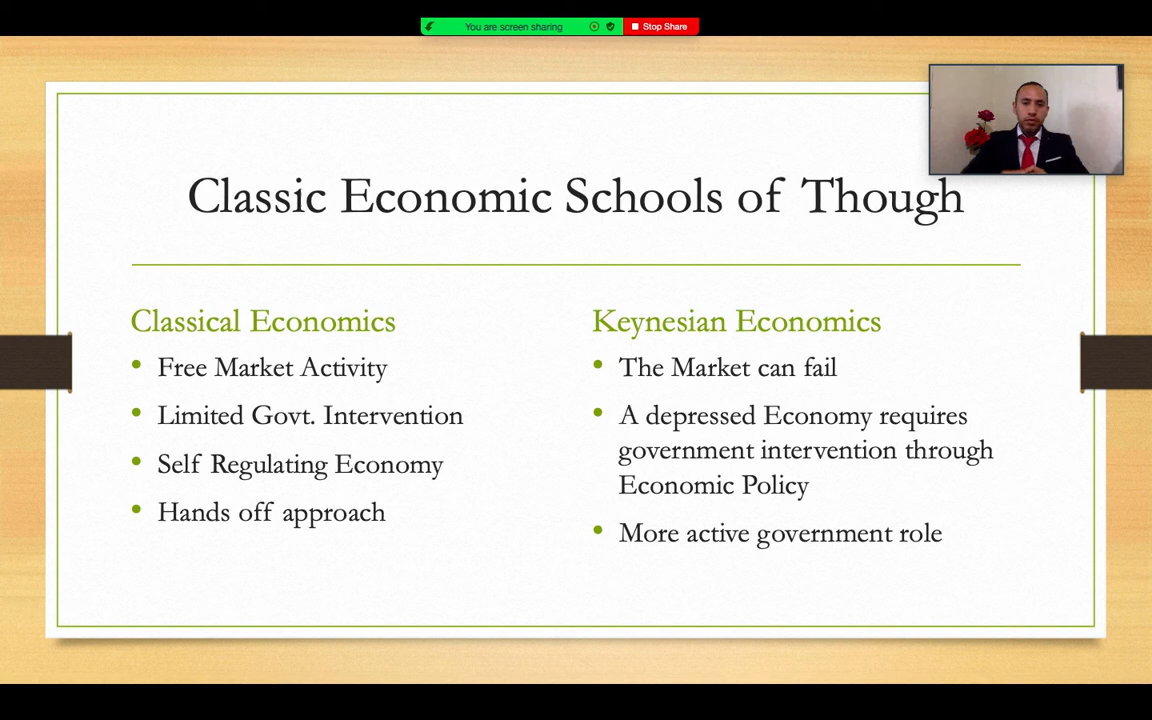 You are screen sharing
Stop Share
Classic Economic Schools of Though
Classical Economics
Free Market Activity
Limited Govt. Intervention
Self Regulating Economy
Hands off approach
Keynesian Economics
The Market can fail
A depressed Economy requires
government intervention through
Economic Policy
More active government role